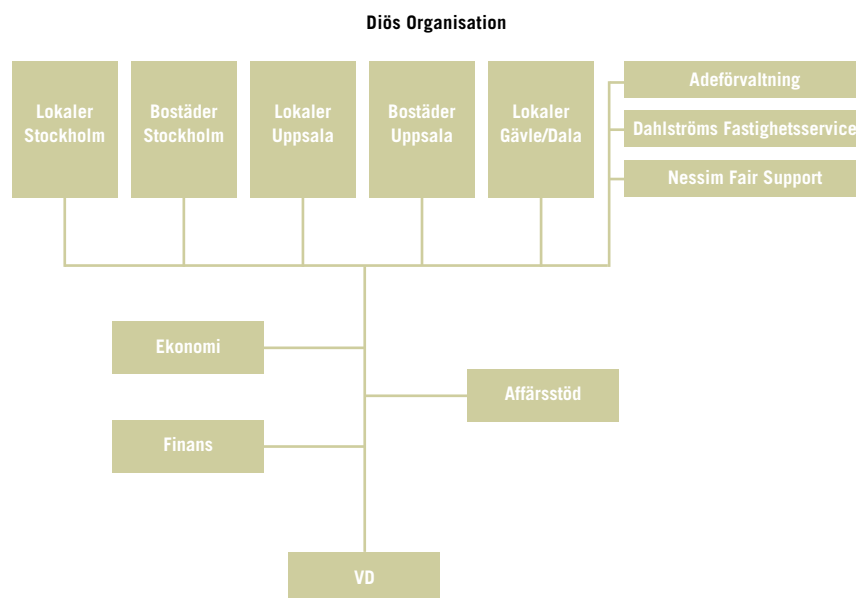 Diös Organisation
Lokaler
Stockholm
Bostäder
Stockholm
Lokaler
Uppsala
Bostäder
Uppsala
Lokaler
Gävle/Dala
Adeförvaltning
Dahlströms Fastighetsservice
Nessim Fair Support
Ekonomi
Affärsstöd
Finans
VD